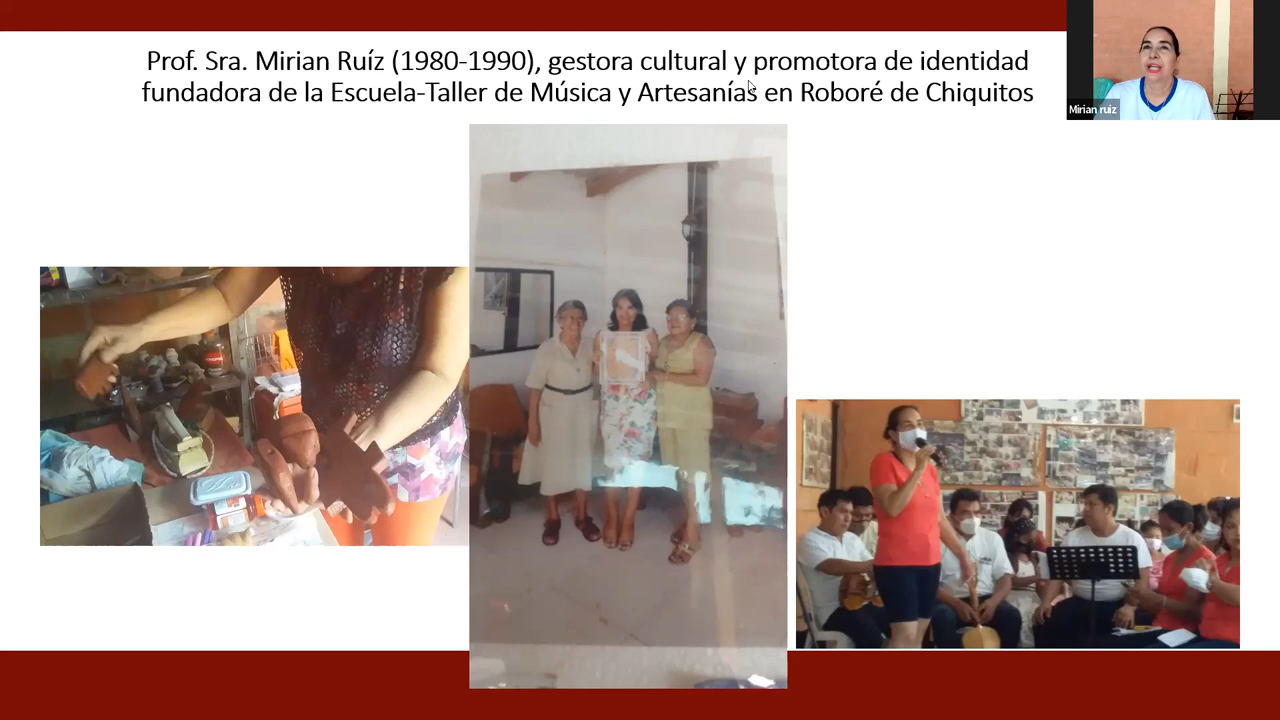 Prof. Sra. Mirian Ruíz (1980-1990), gestora cultural y promotora de identidad
fundadora de la Escuela-Taller de Música y Artesanías en Roboré de Chiquitos
Mirian ruiz